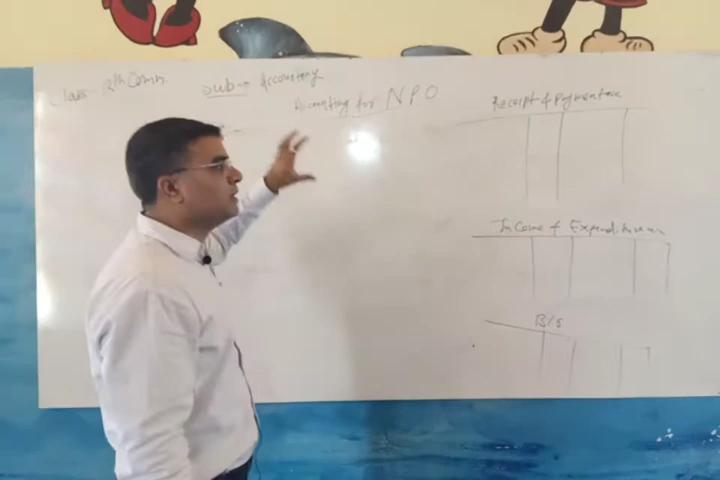 Class - 12th Comm.
Sub → Accountancy
Accounting for NPO
Receipt & Payment a/c
Income & Expenditure
B/S